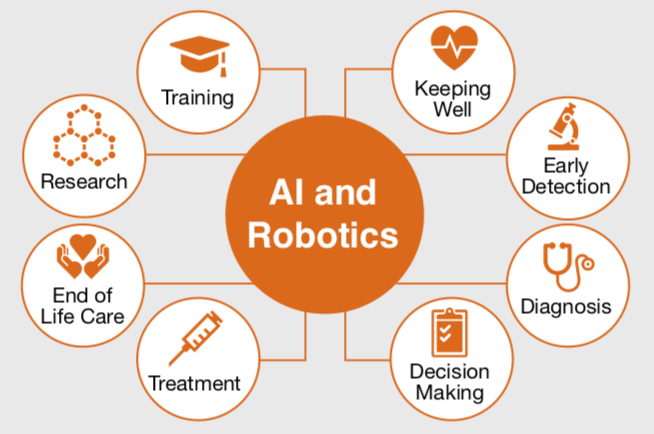 Training
Keeping
Well
Research
Early
Detection
AI and
Robotics
End of
Life Care
Diagnosis
Treatment
Decision
Making